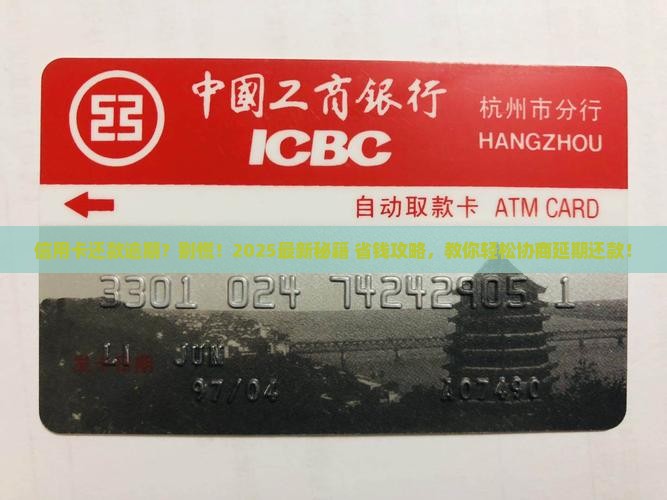 中國工商銀行
ICBC
杭州市分行
HANGZHOU
自动取款卡 ATM CARD
信用卡还款逾期？别慌！2025最新秘籍 省钱攻略，教你轻松协商延期还款！
3301 024 74242905 1
LI JUN
97/04
A07490